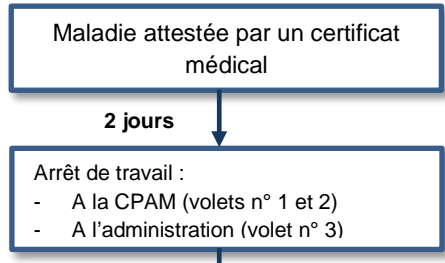 Maladie attestée par un certificat
médical
2 jours
Arrêt de travail :
- A la CPAM (volets n° 1 et 2)
- A l'administration (volet n° 3)